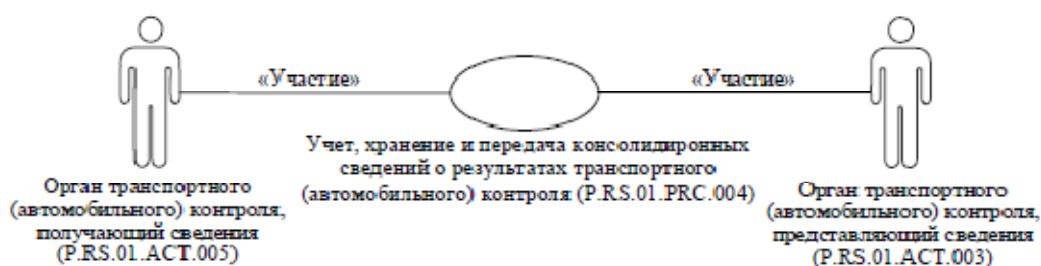 «Участие»
«Участие»
Учет, хранение и передача консолидиронных
сведений о результатах транспортного
(автомобильного) контроля (P.RS.01.PRC.004)
Орган транспортного
(автомобильного) контроля,
получающий сведения
(P.RS.01.ACT.005)
Орган транспортного
(автомобильного) контроля,
представляющий сведения
(P.RS.01.ACT.003)